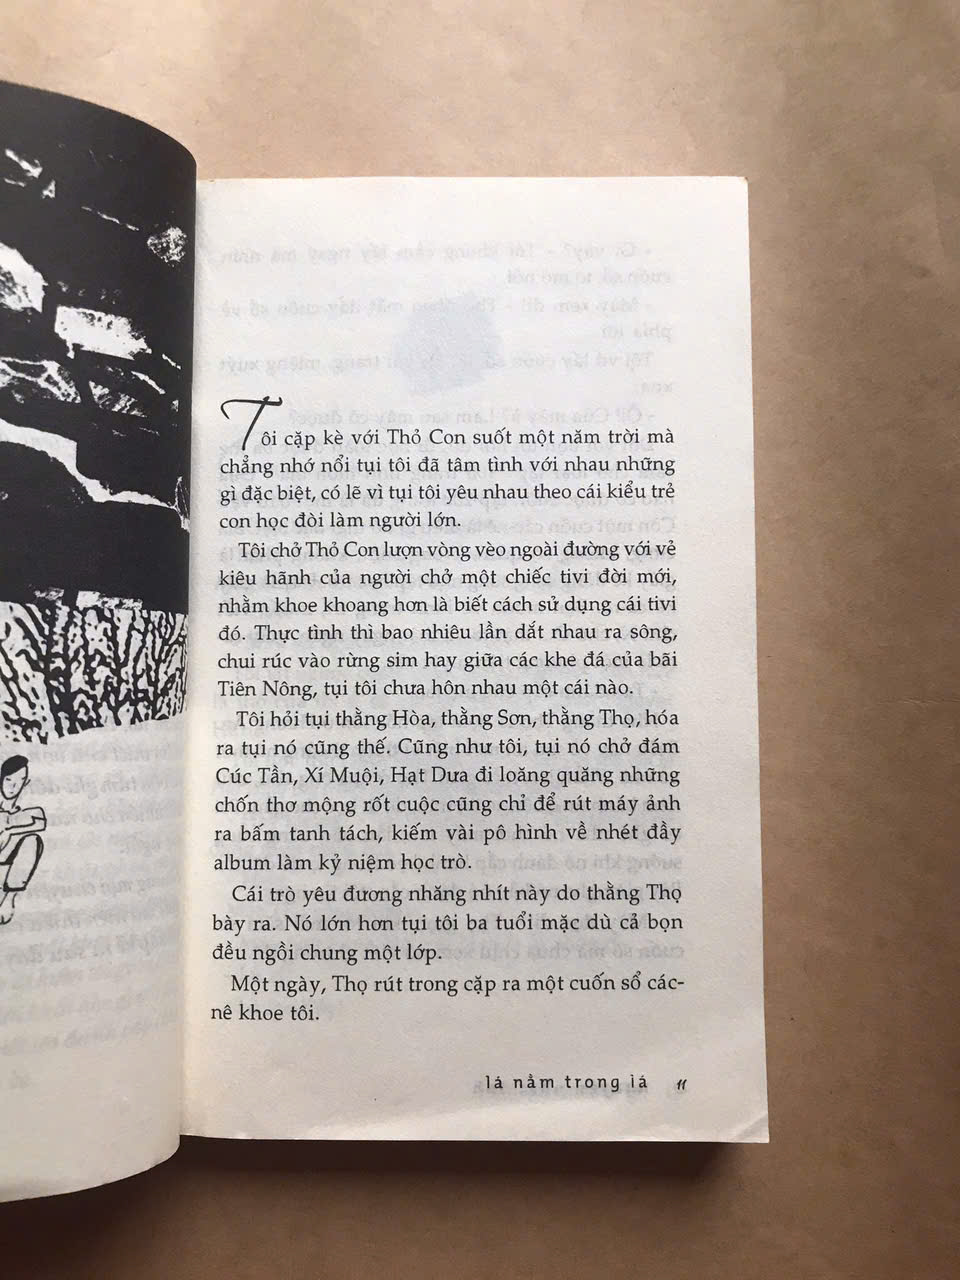 Tôi cặp kè với Thỏ Con suốt một năm trời mà
chẳng nhớ nổi tụi tôi đã tâm tình với nhau những
gì đặc biệt, có lẽ vì tụi tôi yêu nhau theo cái kiểu trẻ
con học đòi làm người lớn.
Tôi chở Thỏ Con lượn vòng vèo ngoài đường với vẻ
kiêu hãnh của người chở một chiếc tivi đời mới,
nhằm khoe khoang hơn là biết cách sử dụng cái tivi
đó. Thực tình thì bao nhiêu lần dắt nhau ra sông,
chui rúc vào rừng sim hay giữa các khe đá của bãi
Tiên Nông, tụi tôi chưa hôn nhau một cái nào.
Tôi hỏi tụi thằng Hòa, thằng Sơn, thằng Thọ, hóa
ra tụi nó cũng thế. Cũng như tôi, tụi nó chở đám
Cúc Tần, Xí Muội, Hạt Dưa đi loăng quăng những
chốn thơ mộng rốt cuộc cũng chỉ để rút máy ảnh
ra bấm tanh tách, kiếm vài pô hình về nhét đầy
album làm kỷ niệm học trò.
Cái trò yêu đương nhăng nhít này do thằng Thọ
bày ra. Nó lớn hơn tụi tôi ba tuổi mặc dù cả bọn
đều ngồi chung một lớp.
Một ngày, Thọ rút trong cặp ra một cuốn sổ các-
nê khoe tôi.
lá nằm trong lá 11